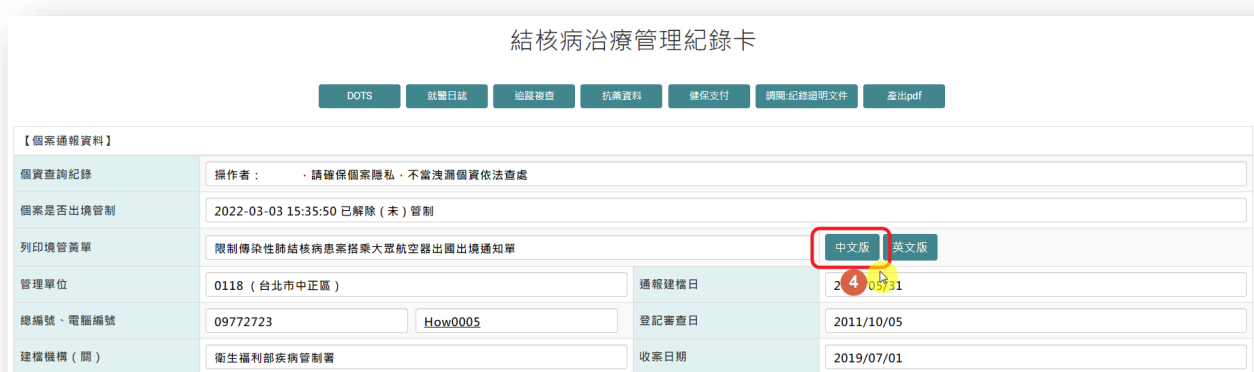 結核病治療管理紀錄卡
DOTS 就醫日誌 追蹤複查 抗藥資料 健保支付 調閱:紀錄證明文件 產出pdf
【個案通報資料】
個資查詢紀錄 操作者： ，請確保個案隱私，不當洩漏個資依法查處
個案是否出境管制 2022-03-03 15:35:50 已解除（未）管制
列印境管黃單 限制傳染性肺結核病患案搭乘大眾航空器出國出境通知單 中文版 英文版
管理單位 0118 （台北市中正區） 通報建檔日 4 05/31
總編號、電腦編號 09772723 How0005 登記審查日 2011/10/05
建檔機構（關） 衛生福利部疾病管制署 收案日期 2019/07/01